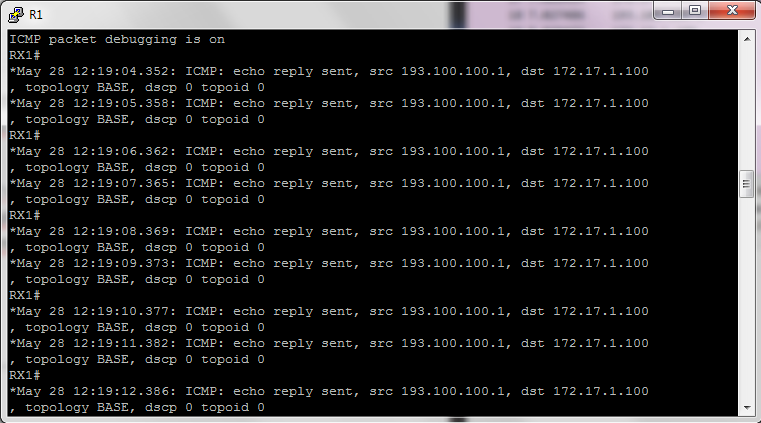 R1
ICMP packet debugging is on
RX1#
*May 28 12:19:04.352: ICMP: echo reply sent, src 193.100.100.1, dst 172.17.1.100
, topology BASE, dscp 0 topoid 0
*May 28 12:19:05.358: ICMP: echo reply sent, src 193.100.100.1, dst 172.17.1.100
, topology BASE, dscp 0 topoid 0
RX1#
*May 28 12:19:06.362: ICMP: echo reply sent, src 193.100.100.1, dst 172.17.1.100
, topology BASE, dscp 0 topoid 0
*May 28 12:19:07.365: ICMP: echo reply sent, src 193.100.100.1, dst 172.17.1.100
, topology BASE, dscp 0 topoid 0
RX1#
*May 28 12:19:08.369: ICMP: echo reply sent, src 193.100.100.1, dst 172.17.1.100
, topology BASE, dscp 0 topoid 0
*May 28 12:19:09.373: ICMP: echo reply sent, src 193.100.100.1, dst 172.17.1.100
, topology BASE, dscp 0 topoid 0
RX1#
*May 28 12:19:10.377: ICMP: echo reply sent, src 193.100.100.1, dst 172.17.1.100
, topology BASE, dscp 0 topoid 0
*May 28 12:19:11.382: ICMP: echo reply sent, src 193.100.100.1, dst 172.17.1.100
, topology BASE, dscp 0 topoid 0
RX1#
*May 28 12:19:12.386: ICMP: echo reply sent, src 193.100.100.1, dst 172.17.1.100
, topology BASE, dscp 0 topoid 0